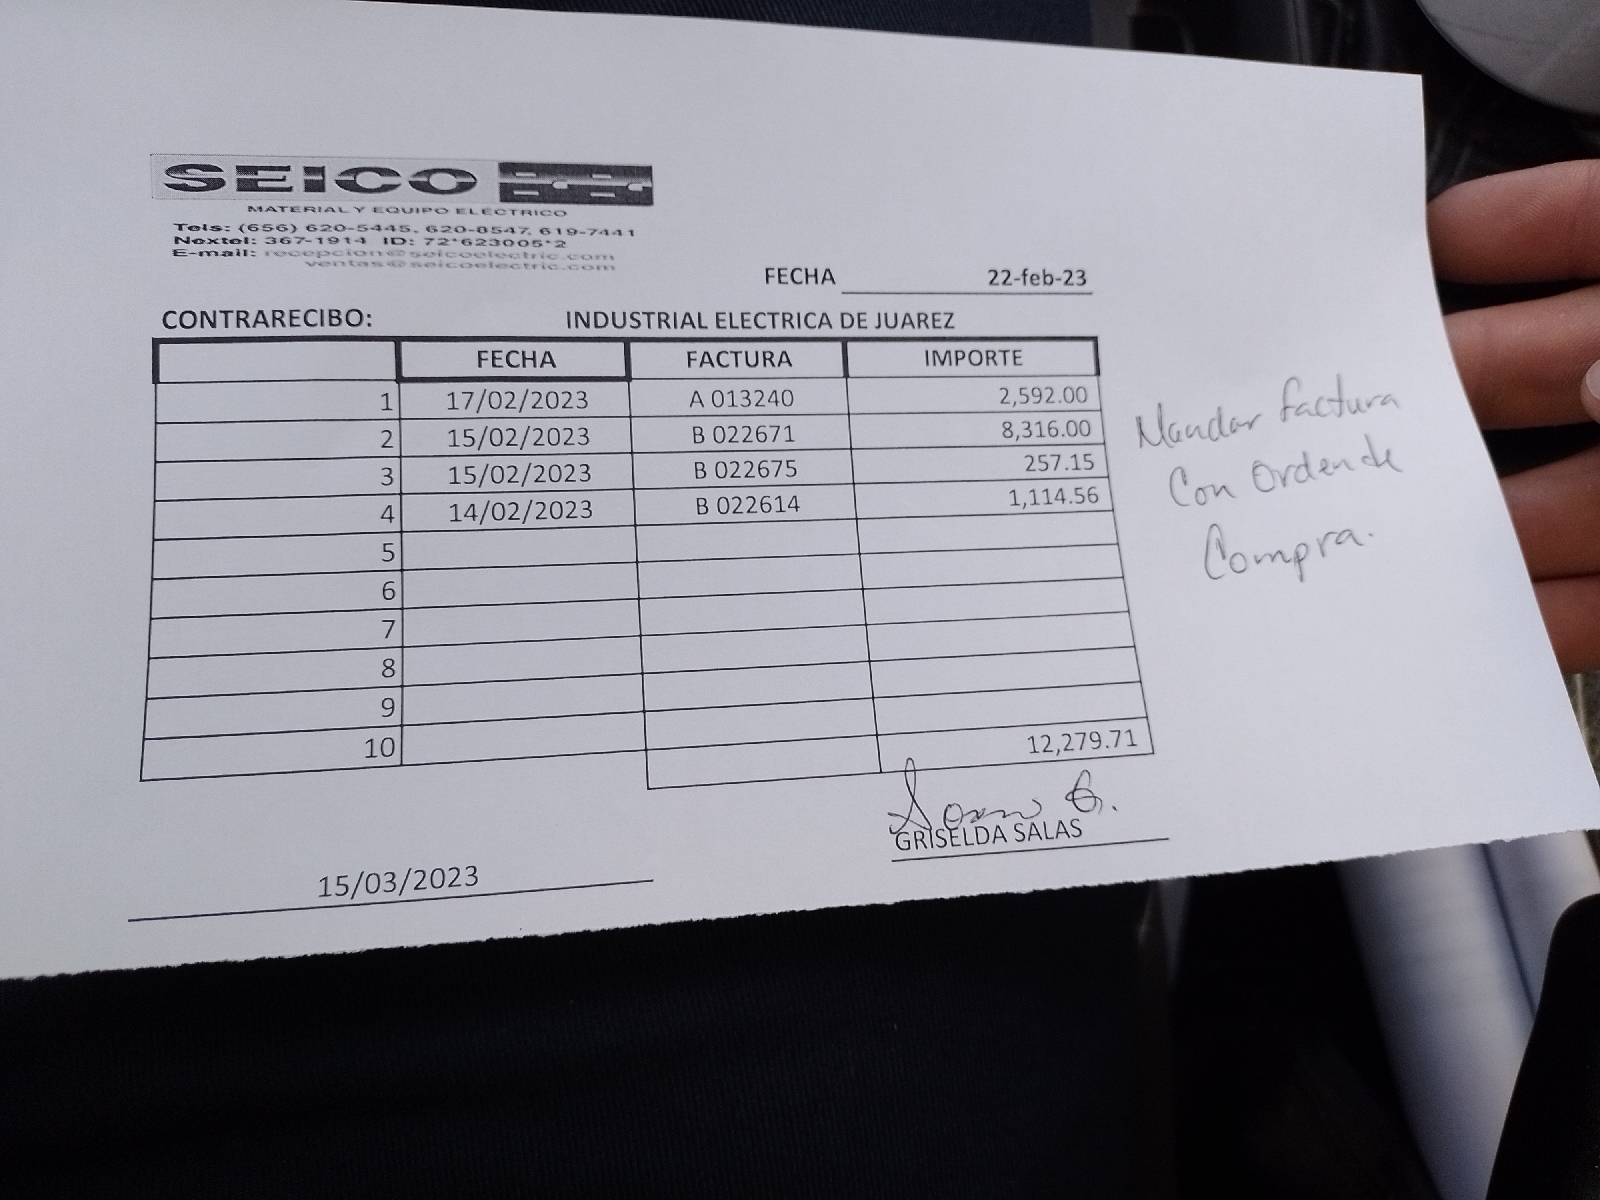 SEICO
MATERIAL Y EQUIPO ELECTRICO
Tels: (656) 620-5445, 620-8547, 619-7441
Nextel: 367-1914 ID: 72*623005*2
E-mail: recepcion@seicoelectric.com
ventas@seicoelectric.com
FECHA 22-feb-23
CONTRARECIBO: INDUSTRIAL ELECTRICA DE JUAREZ
FECHA FACTURA IMPORTE
1 17/02/2023 A 013240 2,592.00
2 15/02/2023 B 022671 8,316.00
3 15/02/2023 B 022675 257.15
4 14/02/2023 B 022614 1,114.56
5
6
7
8
9
10 12,279.71
Mandar factura
Con Orden de
Compra.
GRISELDA SALAS
15/03/2023